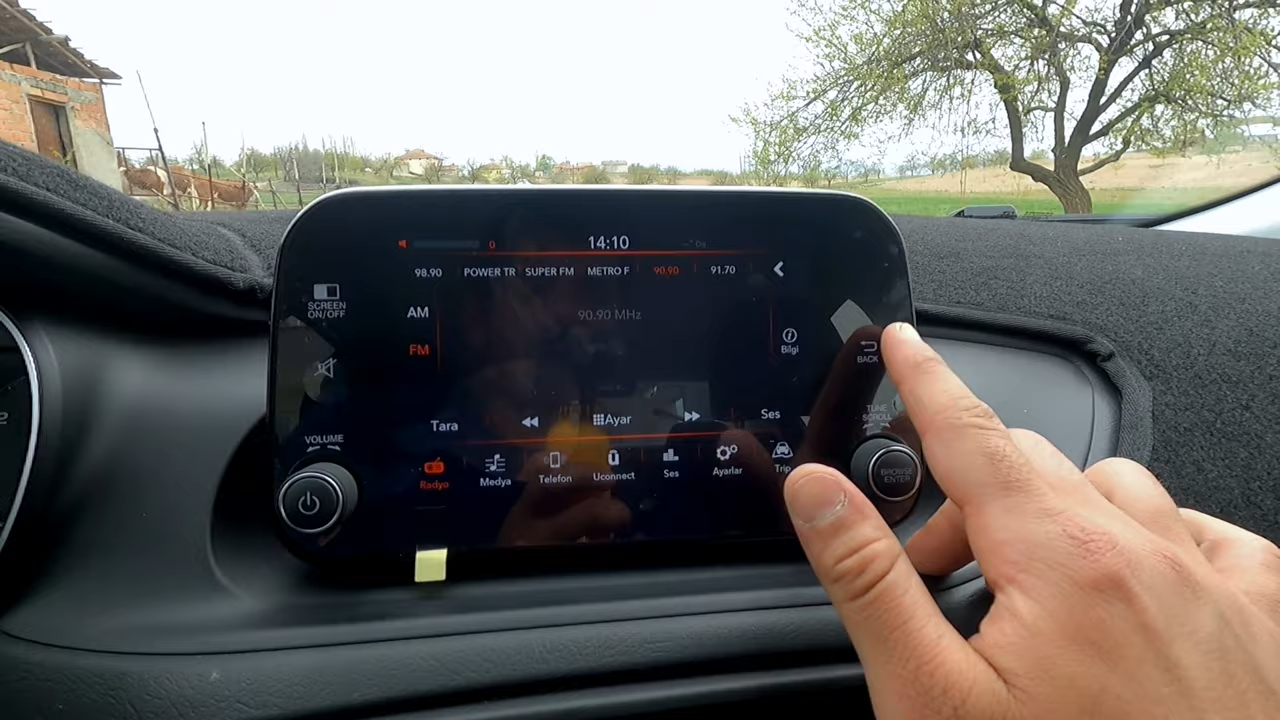 0 14:10
98.90 POWER TR SUPER FM METRO F 90.90 91.70
SCREEN
ON/OFF
AM
90.90 MHz
FM
Bilgi
BACK
TUNE
SCROLL
Tara Ayar Ses
VOLUME
Radyo Medya Telefon Uconnect Ses Ayarlar Trip
BROWSE
ENTER